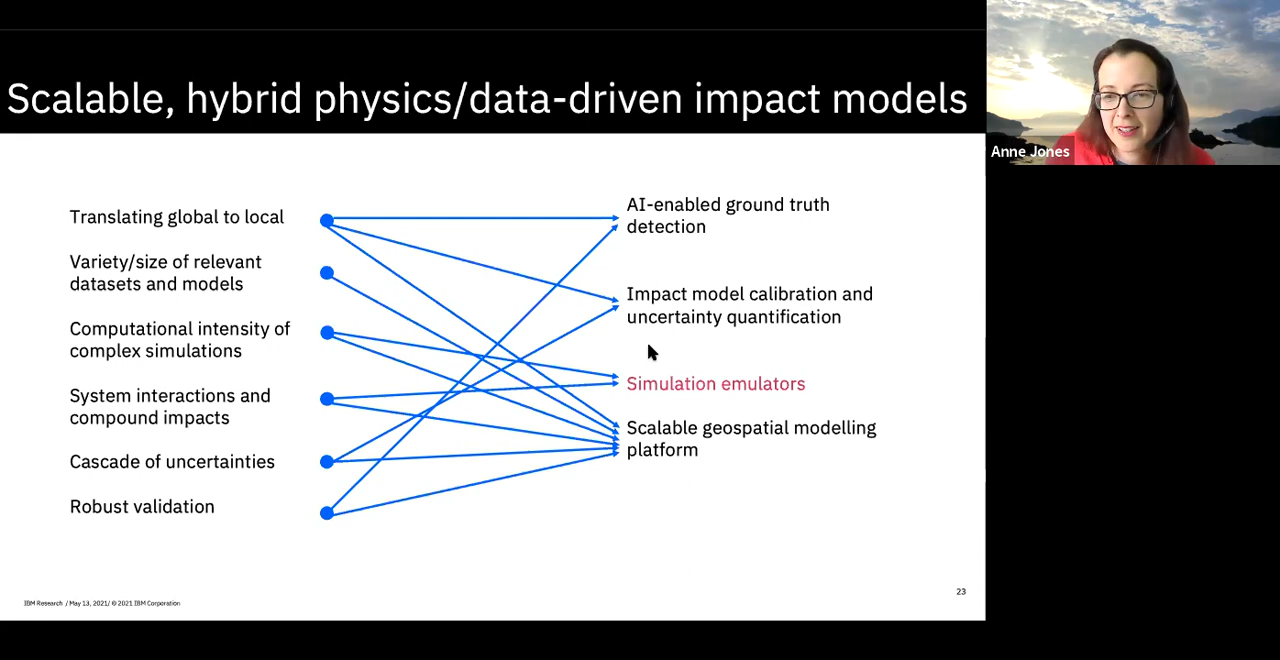 Scalable, hybrid physics/data-driven impact models
Anne Jones
Translating global to local
Variety/size of relevant
datasets and models
Computational intensity of
complex simulations
System interactions and
compound impacts
Cascade of uncertainties
Robust validation
AI-enabled ground truth
detection
Impact model calibration and
uncertainty quantification
Simulation emulators
Scalable geospatial modelling
platform
IBM Research / May 13, 2021/ © 2021 IBM Corporation
23